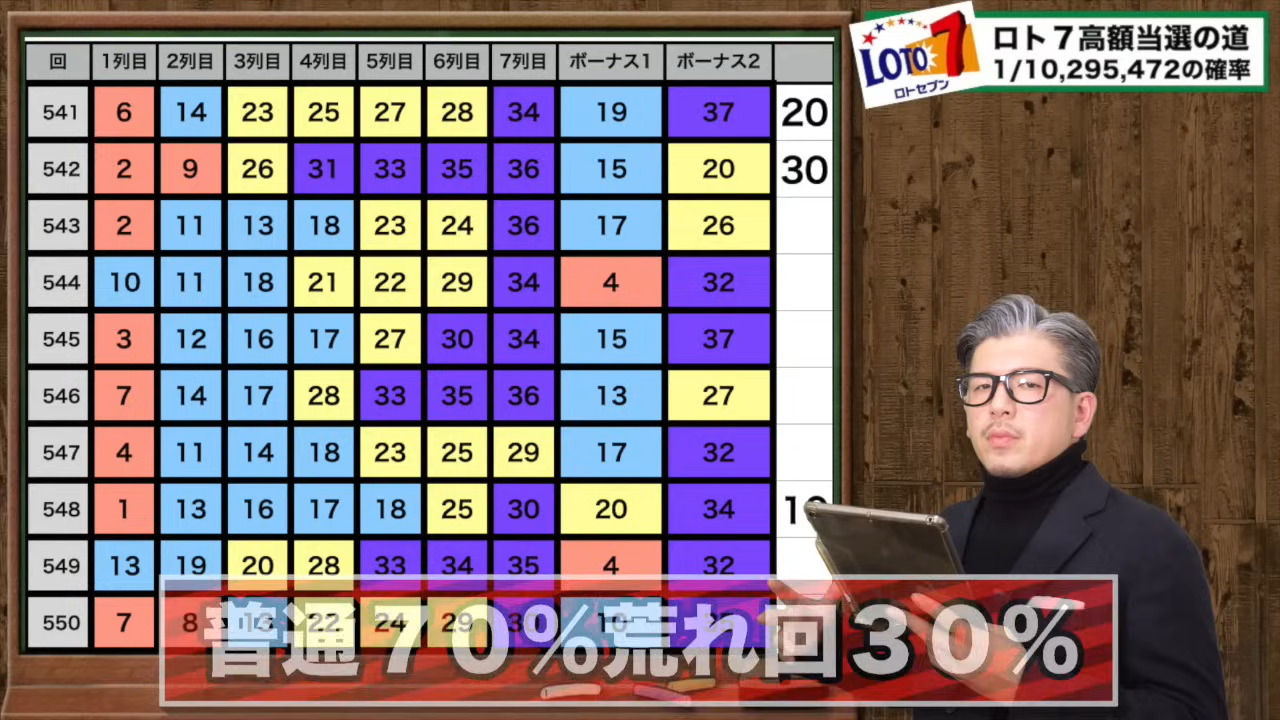 LOTO 7
ロトセブン
ロト7高額当選の道
1/10,295,472の確率
回 1列目 2列目 3列目 4列目 5列目 6列目 7列目 ボーナス1 ボーナス2
541 6 14 23 25 27 28 34 19 37 20
542 2 9 26 31 33 35 36 15 20 30
543 2 11 13 18 23 24 36 17 26
544 10 11 18 21 22 29 34 4 32
545 3 12 16 17 27 30 34 15 37
546 7 14 17 28 33 35 36 13 27
547 4 11 14 18 23 25 29 17 32
548 1 13 16 17 18 25 30 20 34
549 13 19 20 28 33 34 35 4 32
550 7 8 13 22 24 29 30
普通70%荒れ回30%